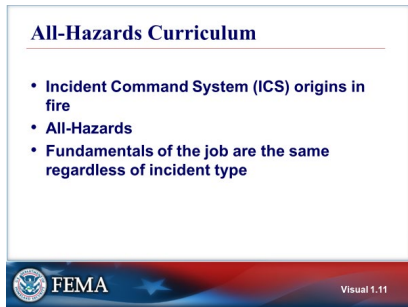 All-Hazards Curriculum
• Incident Command System (ICS) origins in
fire
• All-Hazards
• Fundamentals of the job are the same
regardless of incident type
FEMA
Visual 1.11